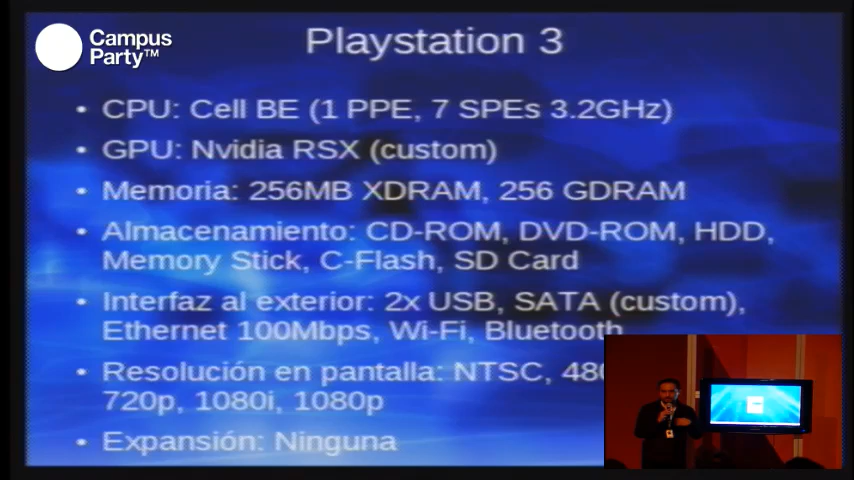 Campus
Party™
Playstation 3
• CPU: Cell BE (1 PPE, 7 SPEs 3.2GHz)
• GPU: Nvidia RSX (custom)
• Memoria: 256MB XDRAM, 256 GDRAM
• Almacenamiento: CD-ROM, DVD-ROM, HDD,
Memory Stick, C-Flash, SD Card
• Interfaz al exterior: 2x USB, SATA (custom),
Ethernet 100Mbps, Wi-Fi, Bluetooth
• Resolución en pantalla: NTSC,
720p, 1080i, 1080p
• Expansión: Ninguna